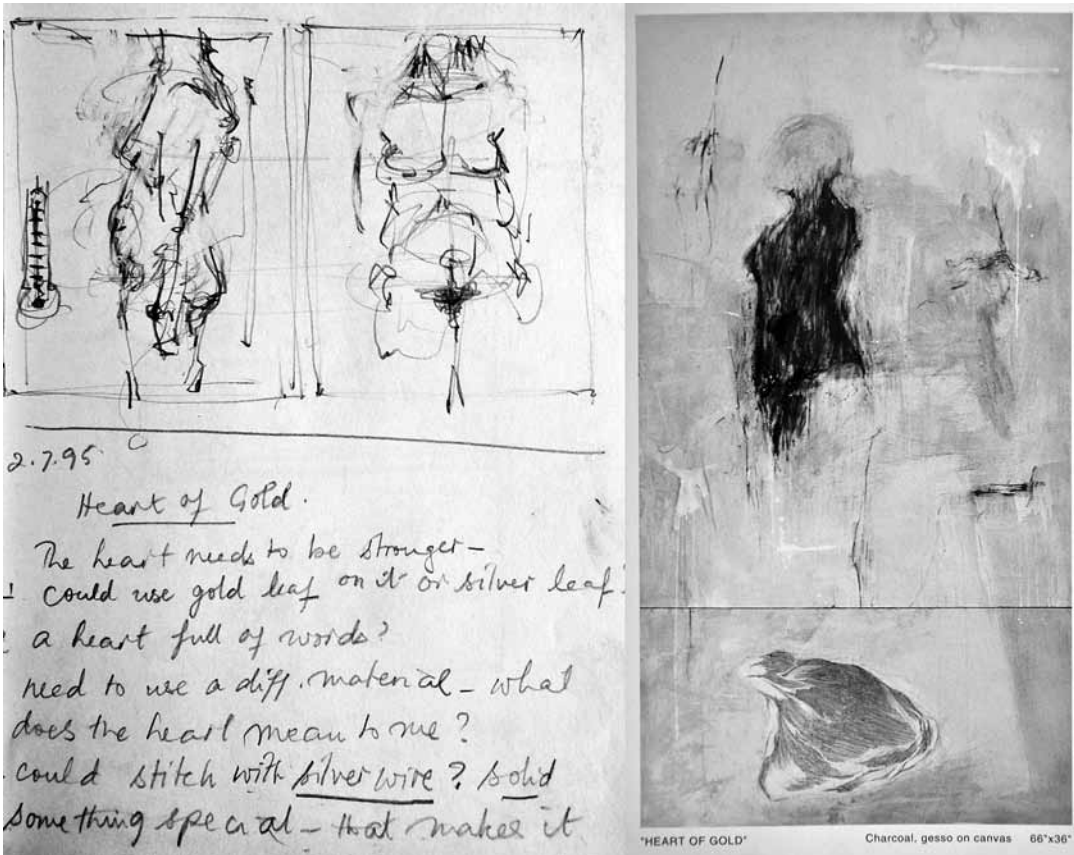 2.7.95
Heart of Gold.
The heart needs to be stronger-
could use gold leaf on it or silver leaf.
a heart full of words?
need to use a diff. material - what
does the heart mean to me?
could stitch with silver wire? solid
something special - that makes it
"HEART OF GOLD" Charcoal, gesso on canvas 66"x36"